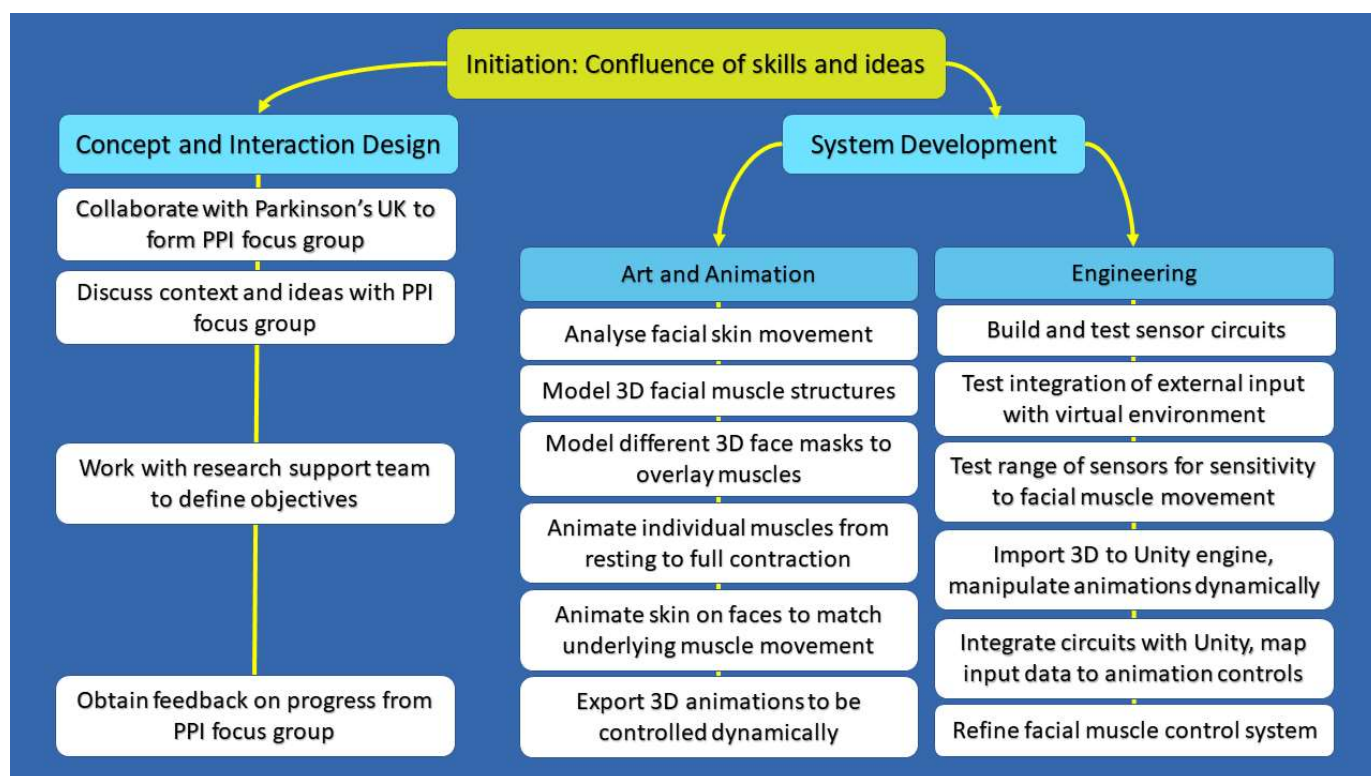 Initiation: Confluence of skills and ideas
Concept and Interaction Design
Collaborate with Parkinson’s UK to
form PPI focus group
Discuss context and ideas with PPI
focus group
Work with research support team
to define objectives
Obtain feedback on progress from
PPI focus group
System Development
Art and Animation
Analyse facial skin movement
Model 3D facial muscle structures
Model different 3D face masks to
overlay muscles
Animate individual muscles from
resting to full contraction
Animate skin on faces to match
underlying muscle movement
Export 3D animations to be
controlled dynamically
Engineering
Build and test sensor circuits
Test integration of external input
with virtual environment
Test range of sensors for sensitivity
to facial muscle movement
Import 3D to Unity engine,
manipulate animations dynamically
Integrate circuits with Unity, map
input data to animation controls
Refine facial muscle control system